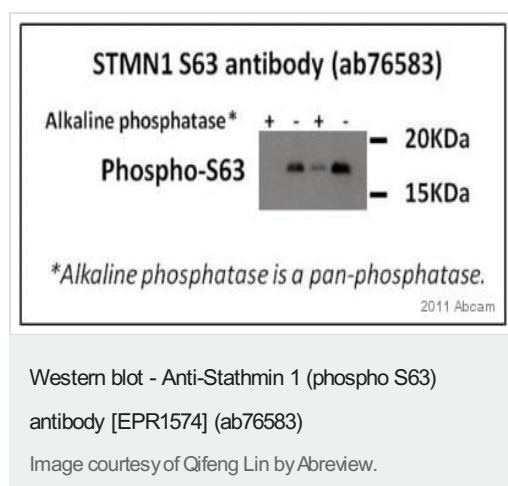 STMN1 S63 antibody (ab76583)
Alkaline phosphatase* + - + -
20KDa
Phospho-S63
15KDa
*Alkaline phosphatase is a pan-phosphatase.
2011 Abcam
Western blot - Anti-Stathmin 1 (phospho S63)
antibody [EPR1574] (ab76583)
Image courtesy of Qifeng Lin by Abreview.